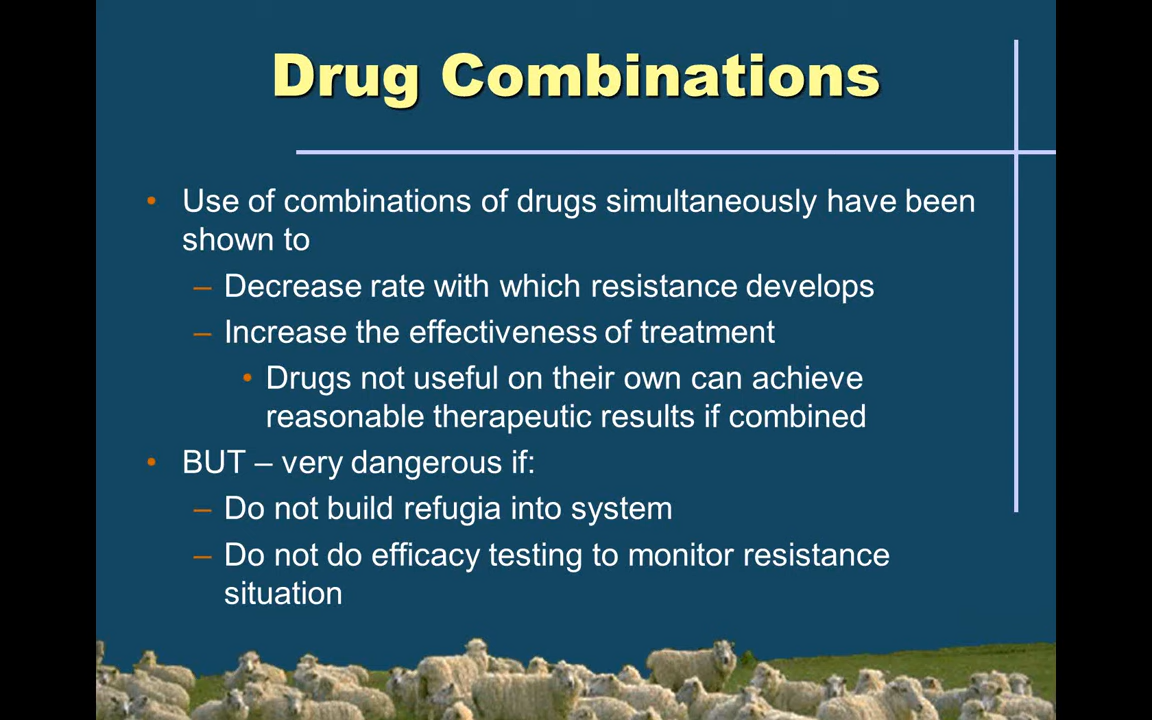 Drug Combinations
• Use of combinations of drugs simultaneously have been
shown to
– Decrease rate with which resistance develops
– Increase the effectiveness of treatment
• Drugs not useful on their own can achieve
reasonable therapeutic results if combined
• BUT – very dangerous if:
– Do not build refugia into system
– Do not do efficacy testing to monitor resistance
situation